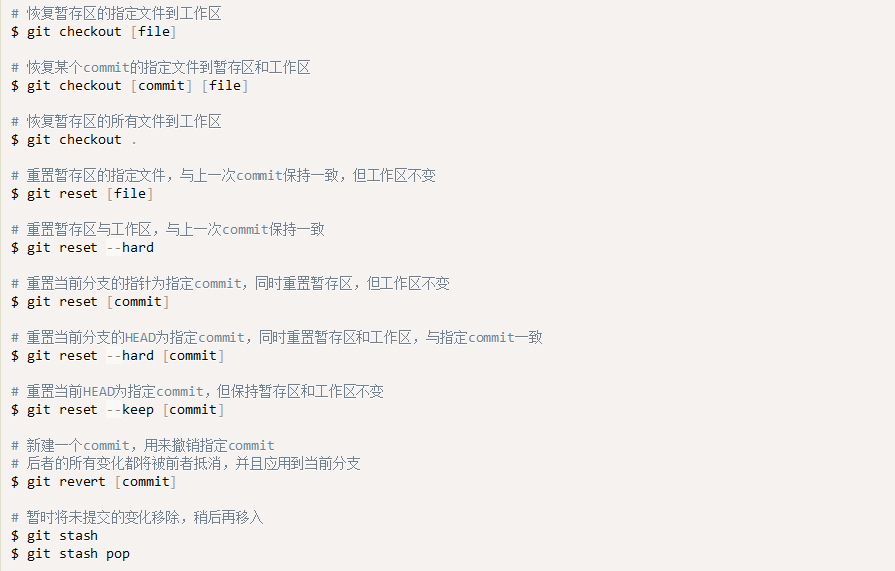 # 恢复暂存区的指定文件到工作区
$ git checkout [file]
# 恢复某个commit的指定文件到暂存区和工作区
$ git checkout [commit] [file]
# 恢复暂存区的所有文件到工作区
$ git checkout .
# 重置暂存区的指定文件，与上一次commit保持一致，但工作区不变
$ git reset [file]
# 重置暂存区与工作区，与上一次commit保持一致
$ git reset --hard
# 重置当前分支的指针为指定commit，同时重置暂存区，但工作区不变
$ git reset [commit]
# 重置当前分支的HEAD为指定commit，同时重置暂存区和工作区，与指定commit一致
$ git reset --hard [commit]
# 重置当前HEAD为指定commit，但保持暂存区和工作区不变
$ git reset --keep [commit]
# 新建一个commit，用来撤销指定commit
# 后者的所有变化都将被前者抵消，并且应用到当前分支
$ git revert [commit]
# 暂时将未提交的变化移除，稍后再移入
$ git stash
$ git stash pop